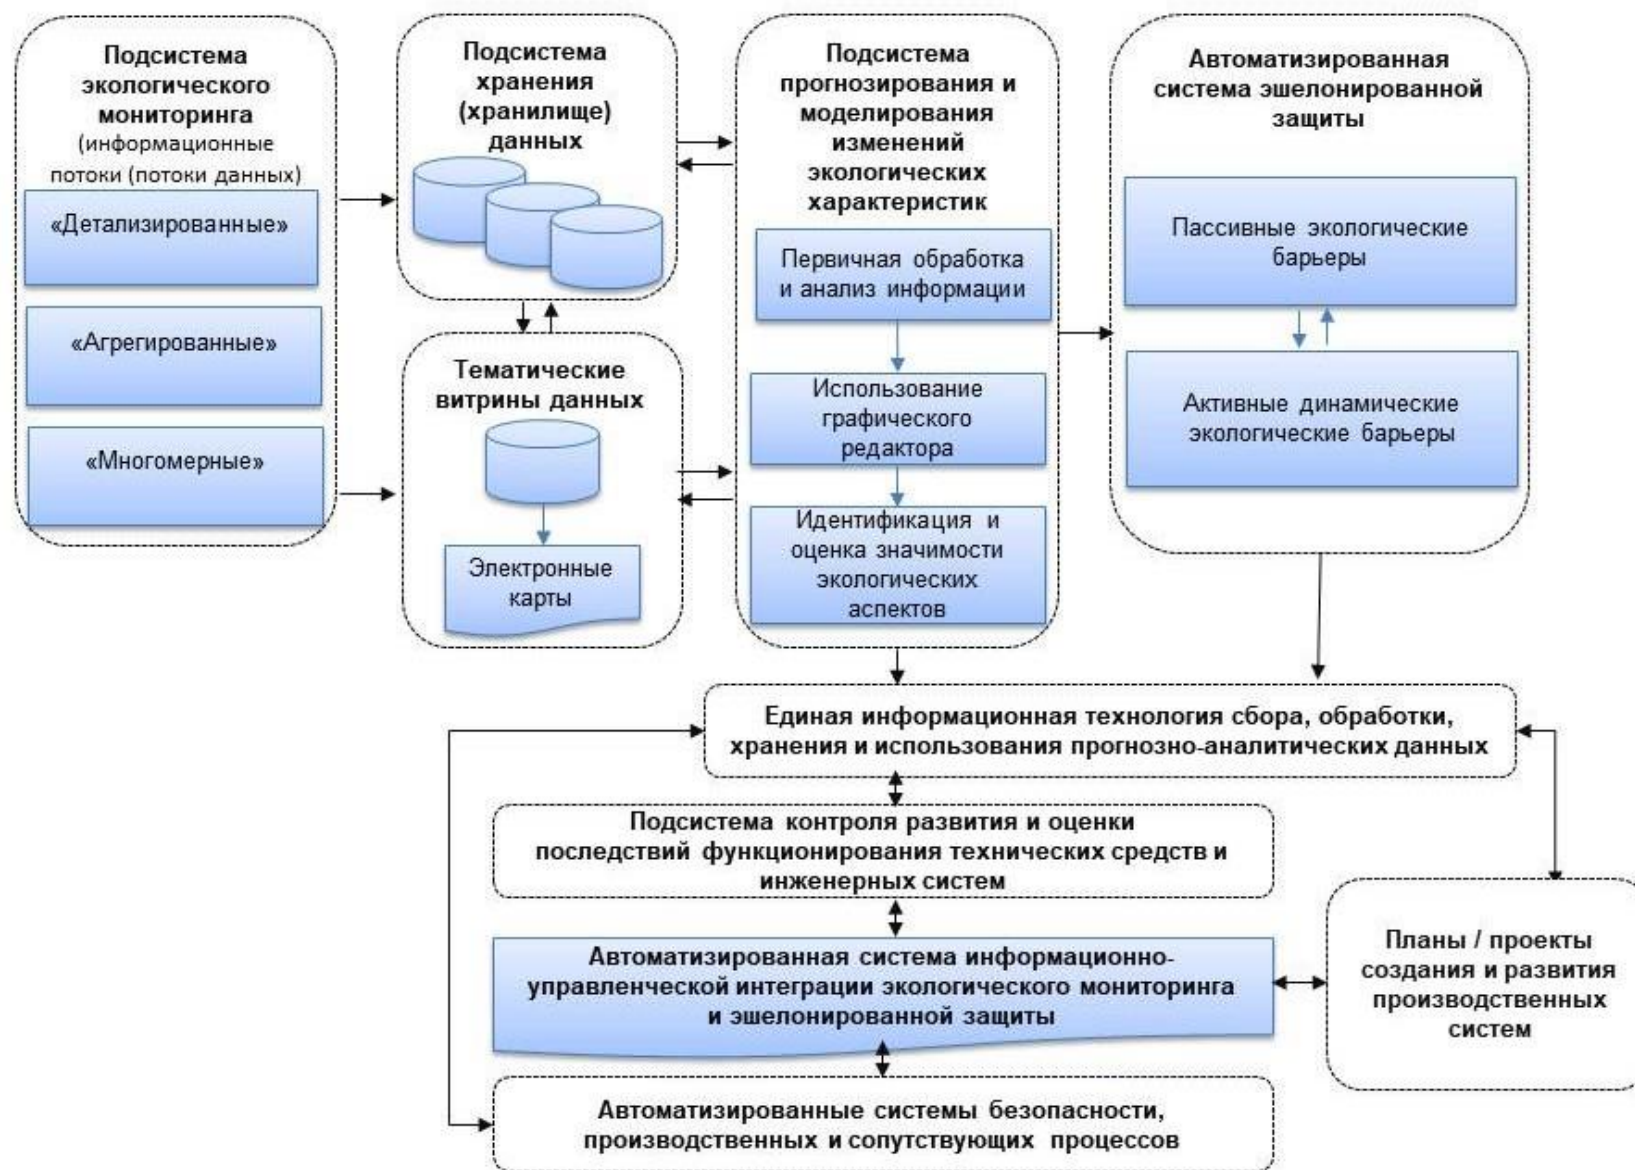 Подсистема
экологического
мониторинга
(информационные
потоки (потоки данных)
«Детализированные»
«Агрегированные»
«Многомерные»
Подсистема
хранения
(хранилище)
данных
Тематические
витрины данных
Электронные
карты
Подсистема
прогнозирования и
моделирования
изменений
экологических
характеристик
Первичная обработка
и анализ информации
Использование
графического
редактора
Идентификация и
оценка значимости
экологических
аспектов
Автоматизированная
система эшелонированной
защиты
Пассивные экологические
барьеры
Активные динамические
экологические барьеры
Единая информационная технология сбора, обработки,
хранения и использования прогнозно-аналитических данных
Подсистема контроля развития и оценки
последствий функционирования технических средств и
инженерных систем
Автоматизированная система информационно-
управленческой интеграции экологического мониторинга
и эшелонированной защиты
Планы / проекты
создания и развития
производственных
систем
Автоматизированные системы безопасности,
производственных и сопутствующих процессов